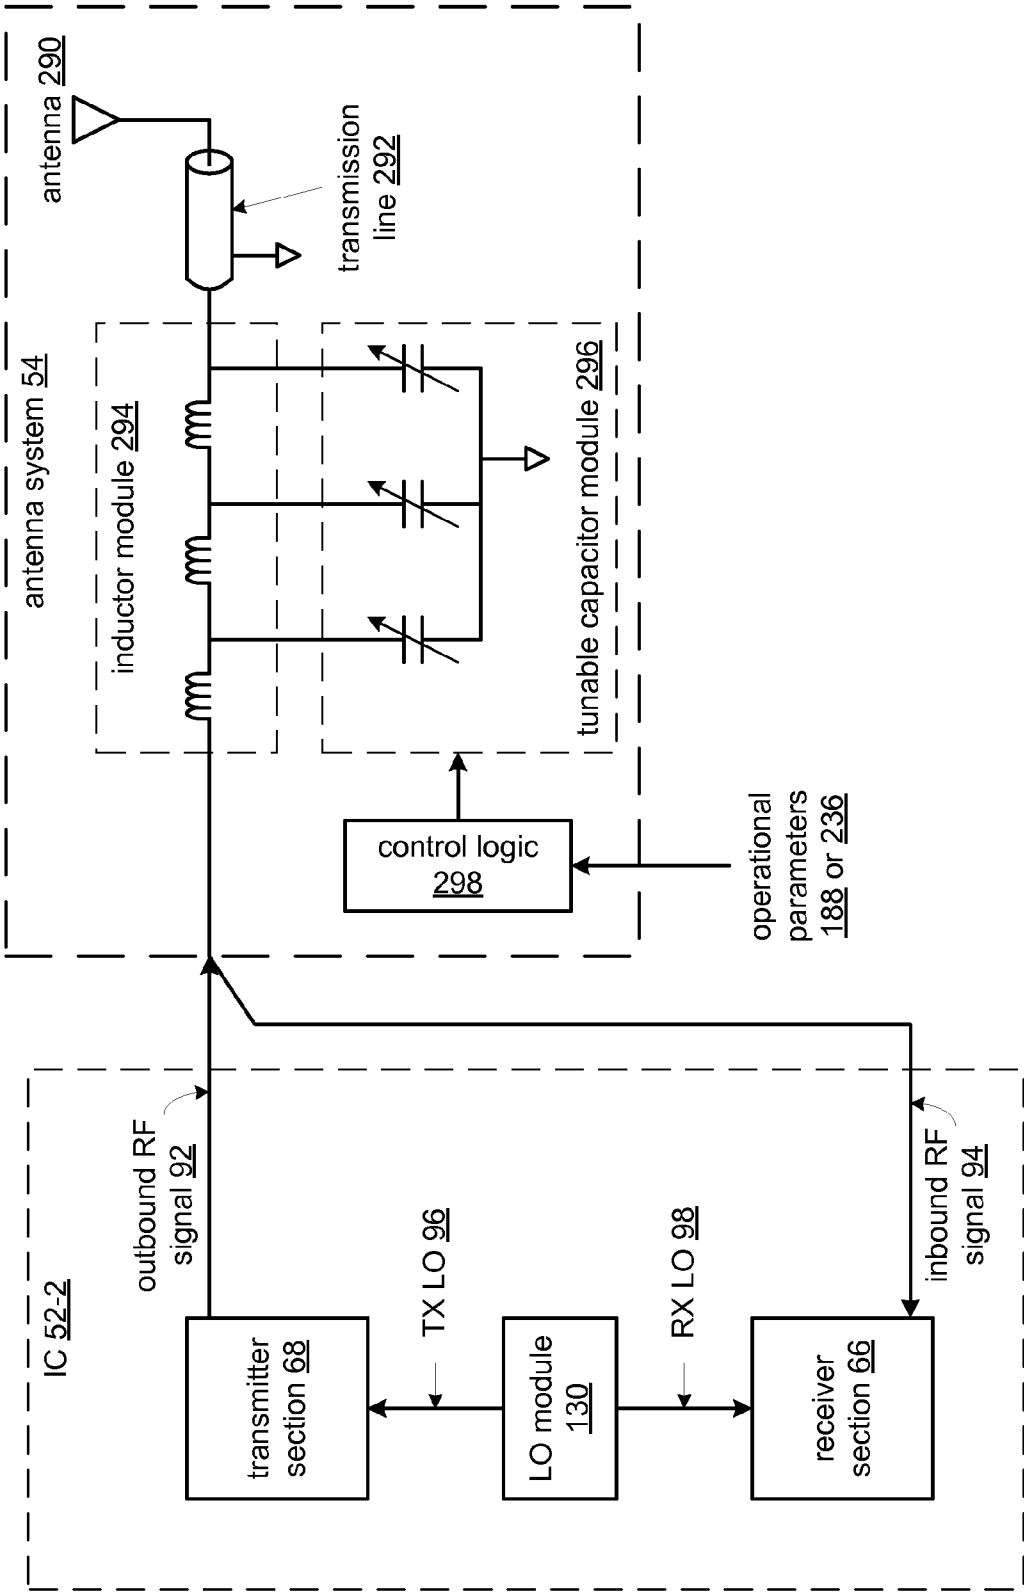 antenna system 54
antenna 290
inductor module 294
transmission
line 292
tunable capacitor module 296
control logic
298
operational
parameters
188 or 236
IC 52-2
outbound RF
signal 92
transmitter
section 68
TX LO 96
LO module
130
RX LO 98
inbound RF
signal 94
receiver
section 66